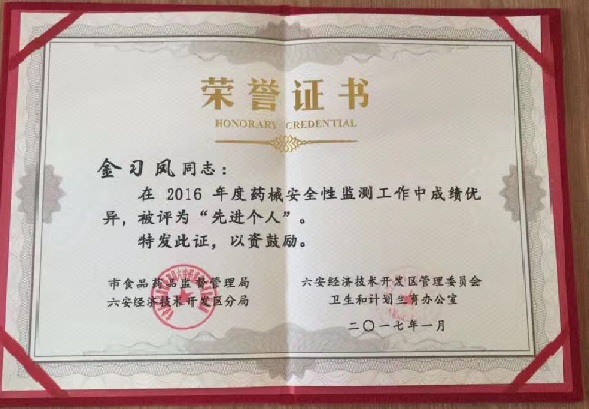 荣誉证书
HONORARY CREDENTIAL
金习凤同志：
在 2016 年度药械安全性监测工作中成绩优
异，被评为“先进个人”。
特发此证，以资鼓励。
市食品药品监督管理局
六安经济技术开发区分局
六安经济技术开发区管理委员会
卫生和计划生育办公室
二〇一七年一月